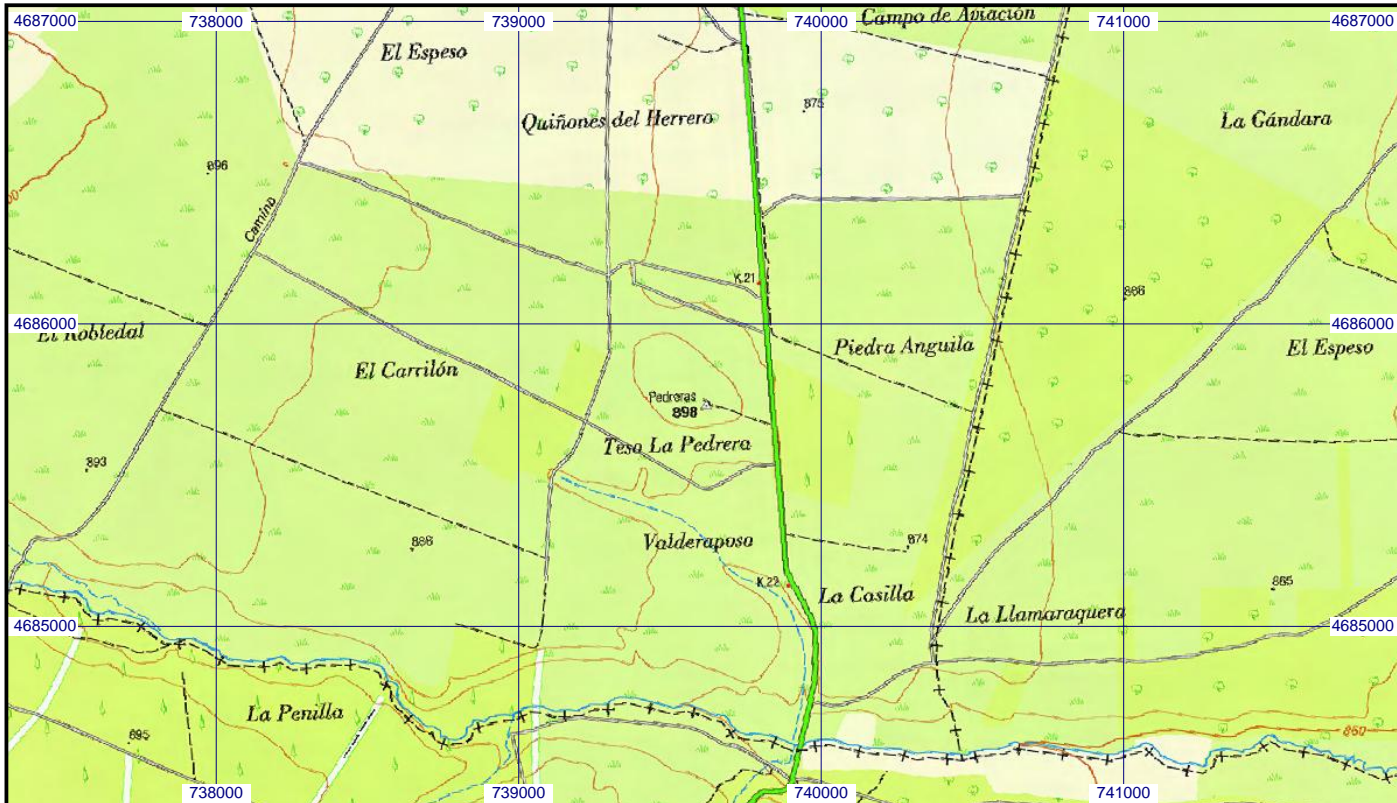 4687000 738000 739000 740000 741000 4687000
Campo de Aviación
El Espeso
875
Quiñones del Herrero
La Gándara
896
Camino
K.21
866
4686000 4686000
El Robledal
Piedra Anguila
El Espeso
El Carrilón
Pedreras
898
Teso La Pedrera
893
888
Valderaposo
874
K.22
865
La Casilla
La Llamaraquera
4685000 4685000
La Penilla
895
860
738000 739000 740000 741000